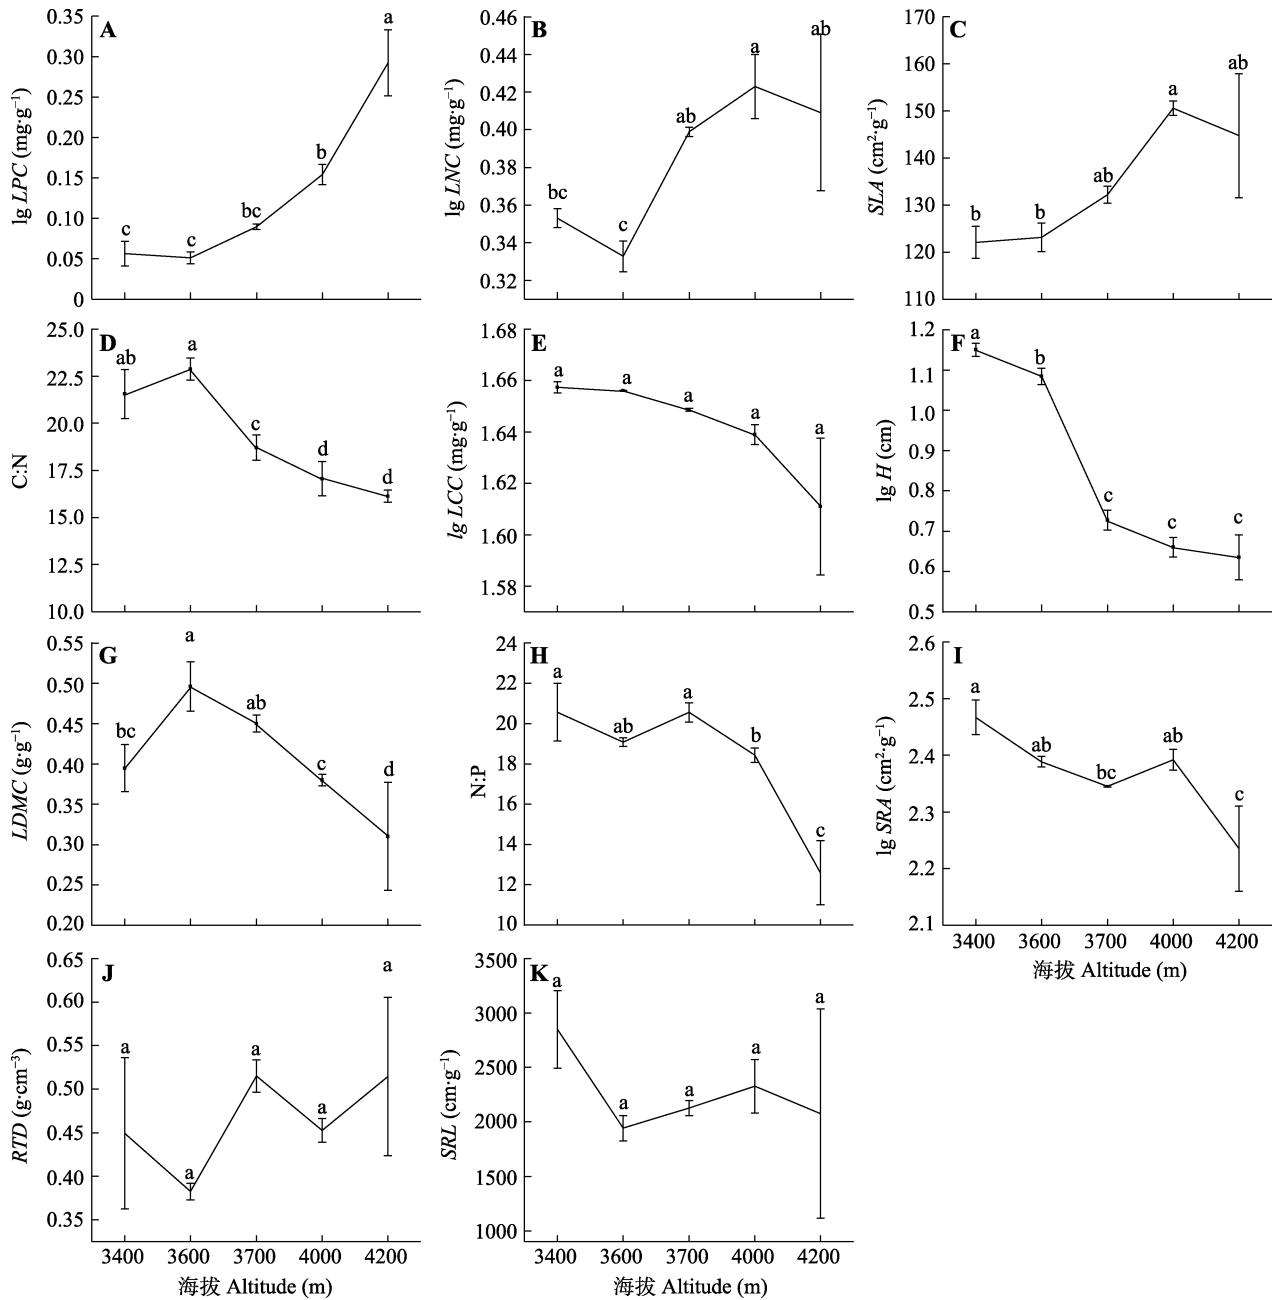 A
lg LPC (mg·g⁻¹)
0.35
0.30
0.25
0.20
0.15
0.10
0.05
0
c
c
bc
b
a
B
lg LNC (mg·g⁻¹)
0.46
0.44
0.42
0.40
0.38
0.36
0.34
0.32
bc
c
ab
a
ab
C
SLA (cm²·g⁻¹)
170
160
150
140
130
120
110
b
b
ab
a
ab
D
C:N
25.0
22.5
20.0
17.5
15.0
12.5
10.0
ab
a
c
d
d
E
lg LCC (mg·g⁻¹)
1.68
1.66
1.64
1.62
1.60
1.58
a
a
a
a
a
F
lg H (cm)
1.2
1.1
1.0
0.9
0.8
0.7
0.6
0.5
a
b
c
c
c
G
LDMC (g·g⁻¹)
0.55
0.50
0.45
0.40
0.35
0.30
0.25
0.20
bc
a
ab
c
d
H
N:P
24
22
20
18
16
14
12
10
a
ab
a
b
c
I
lg SRA (cm²·g⁻¹)
2.6
2.5
2.4
2.3
2.2
2.1
a
ab
bc
a
c
3400 3600 3700 4000 4200
海拔 Altitude (m)
J
RTD (g·cm⁻³)
0.65
0.60
0.55
0.50
0.45
0.40
0.35
a
a
a
a
a
3400 3600 3700 4000 4200
海拔 Altitude (m)
K
SRL (cm·g⁻¹)
3500
3000
2500
2000
1500
1000
a
a
a
a
a
3400 3600 3700 4000 4200
海拔 Altitude (m)